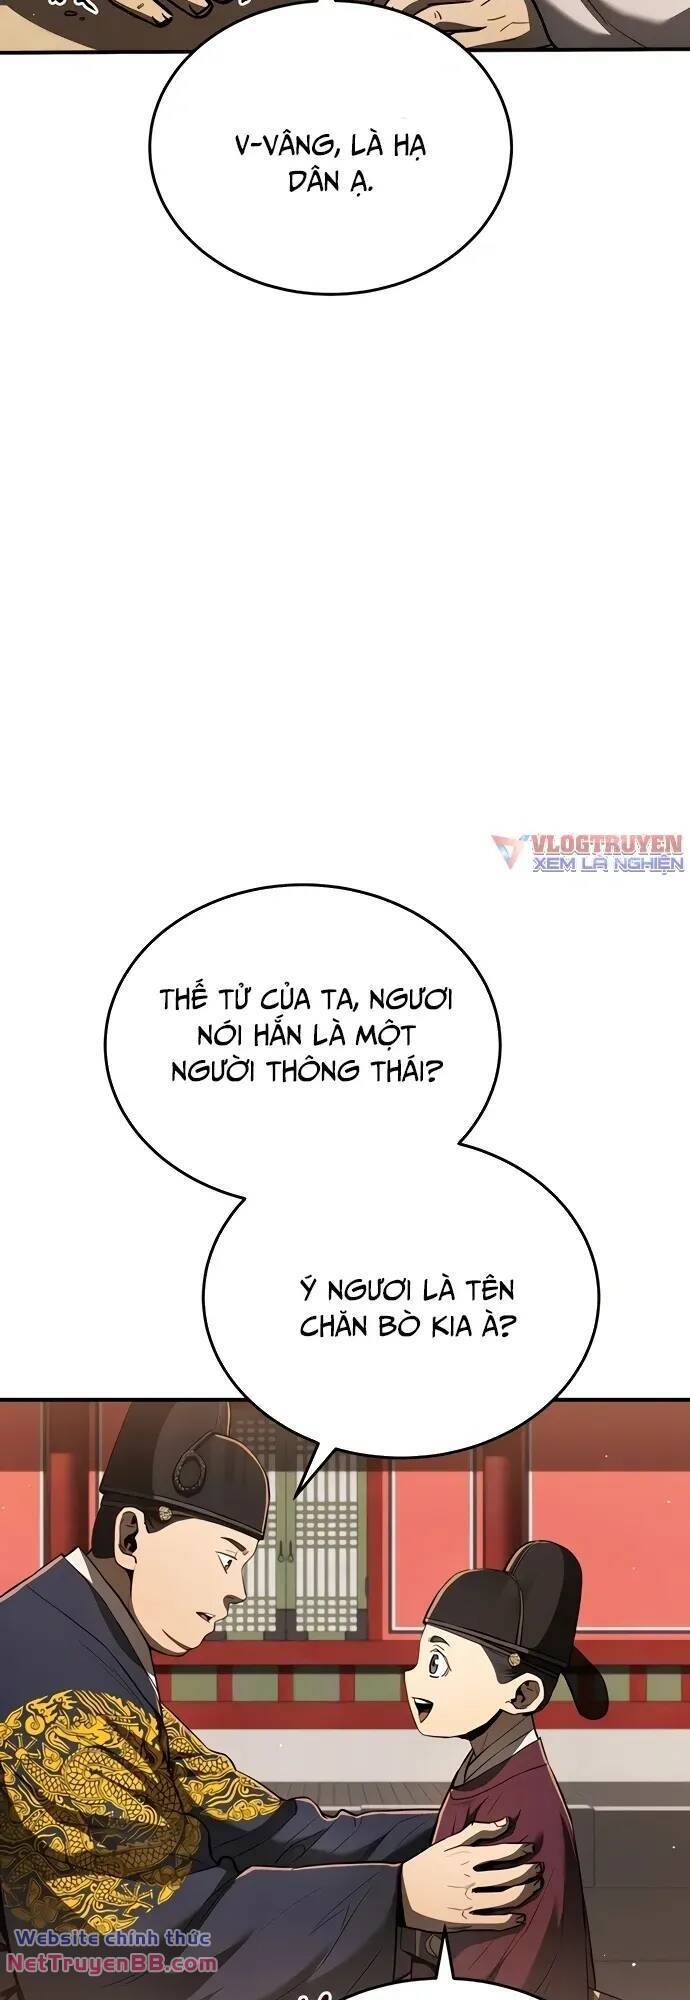 V-VÂNG, LÀ HẠ
DÂN Ạ.
VLOGTRUYEN
XEM LÀ NGHIỆN
THẾ TỬ CỦA TA, NGƯƠI
NÓI HẮN LÀ MỘT
NGƯỜI THÔNG THÁI?
Ý NGƯƠI LÀ TÊN
CHĂN BÒ KIA À?
Website chính thức
NetTruyenBB.com